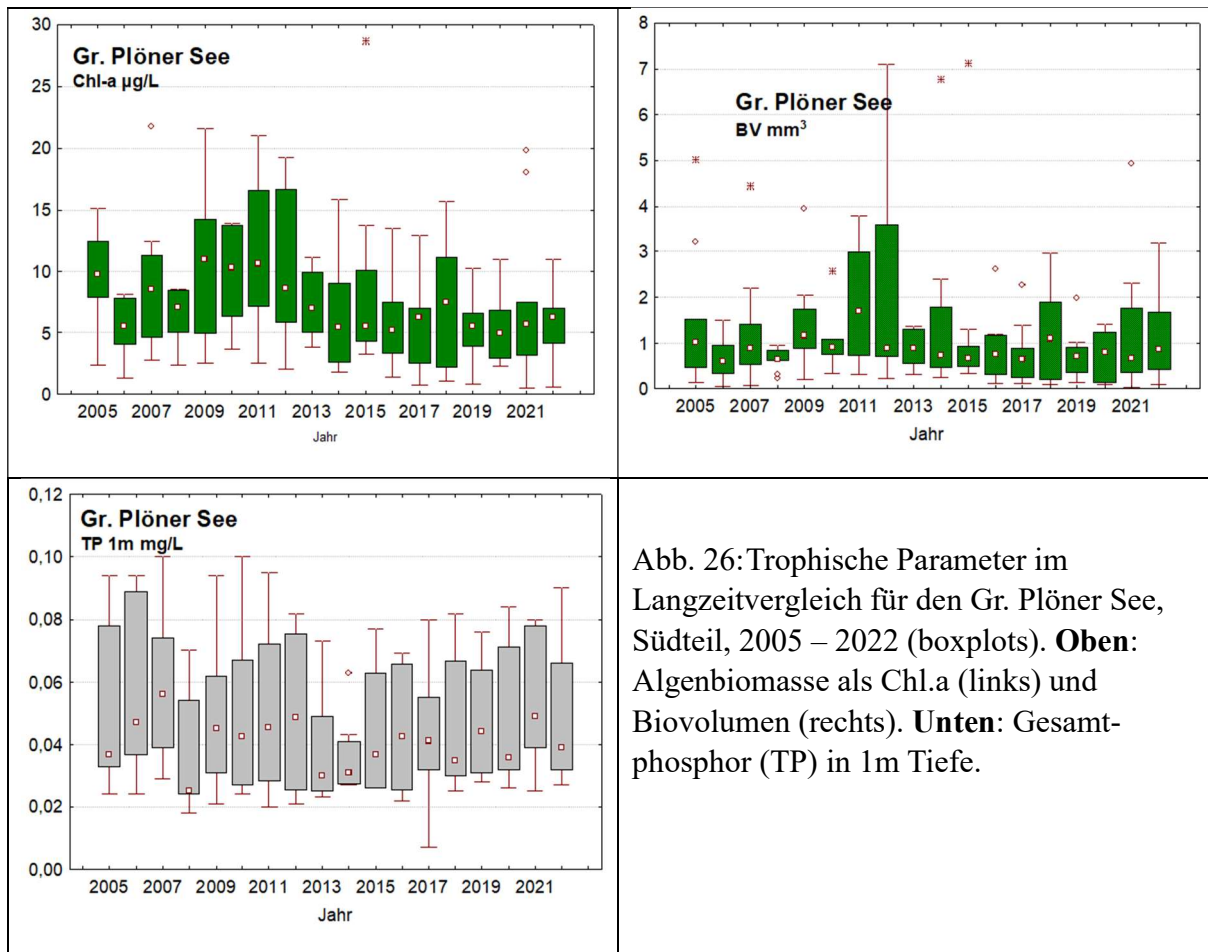 Gr. Plöner See
Chl-a µg/L
30
25
20
15
10
5
0
2005 2007 2009 2011 2013 2015 2017 2019 2021
Jahr
Gr. Plöner See
BV mm³
8
7
6
5
4
3
2
1
0
2005 2007 2009 2011 2013 2015 2017 2019 2021
Jahr
Gr. Plöner See
TP 1m mg/L
0,12
0,10
0,08
0,06
0,04
0,02
0,00
2005 2007 2009 2011 2013 2015 2017 2019 2021
Jahr
Abb. 26:Trophische Parameter im
Langzeitvergleich für den Gr. Plöner See,
Südteil, 2005 – 2022 (boxplots). Oben:
Algenbiomasse als Chl.a (links) und
Biovolumen (rechts). Unten: Gesamt-
phosphor (TP) in 1m Tiefe.